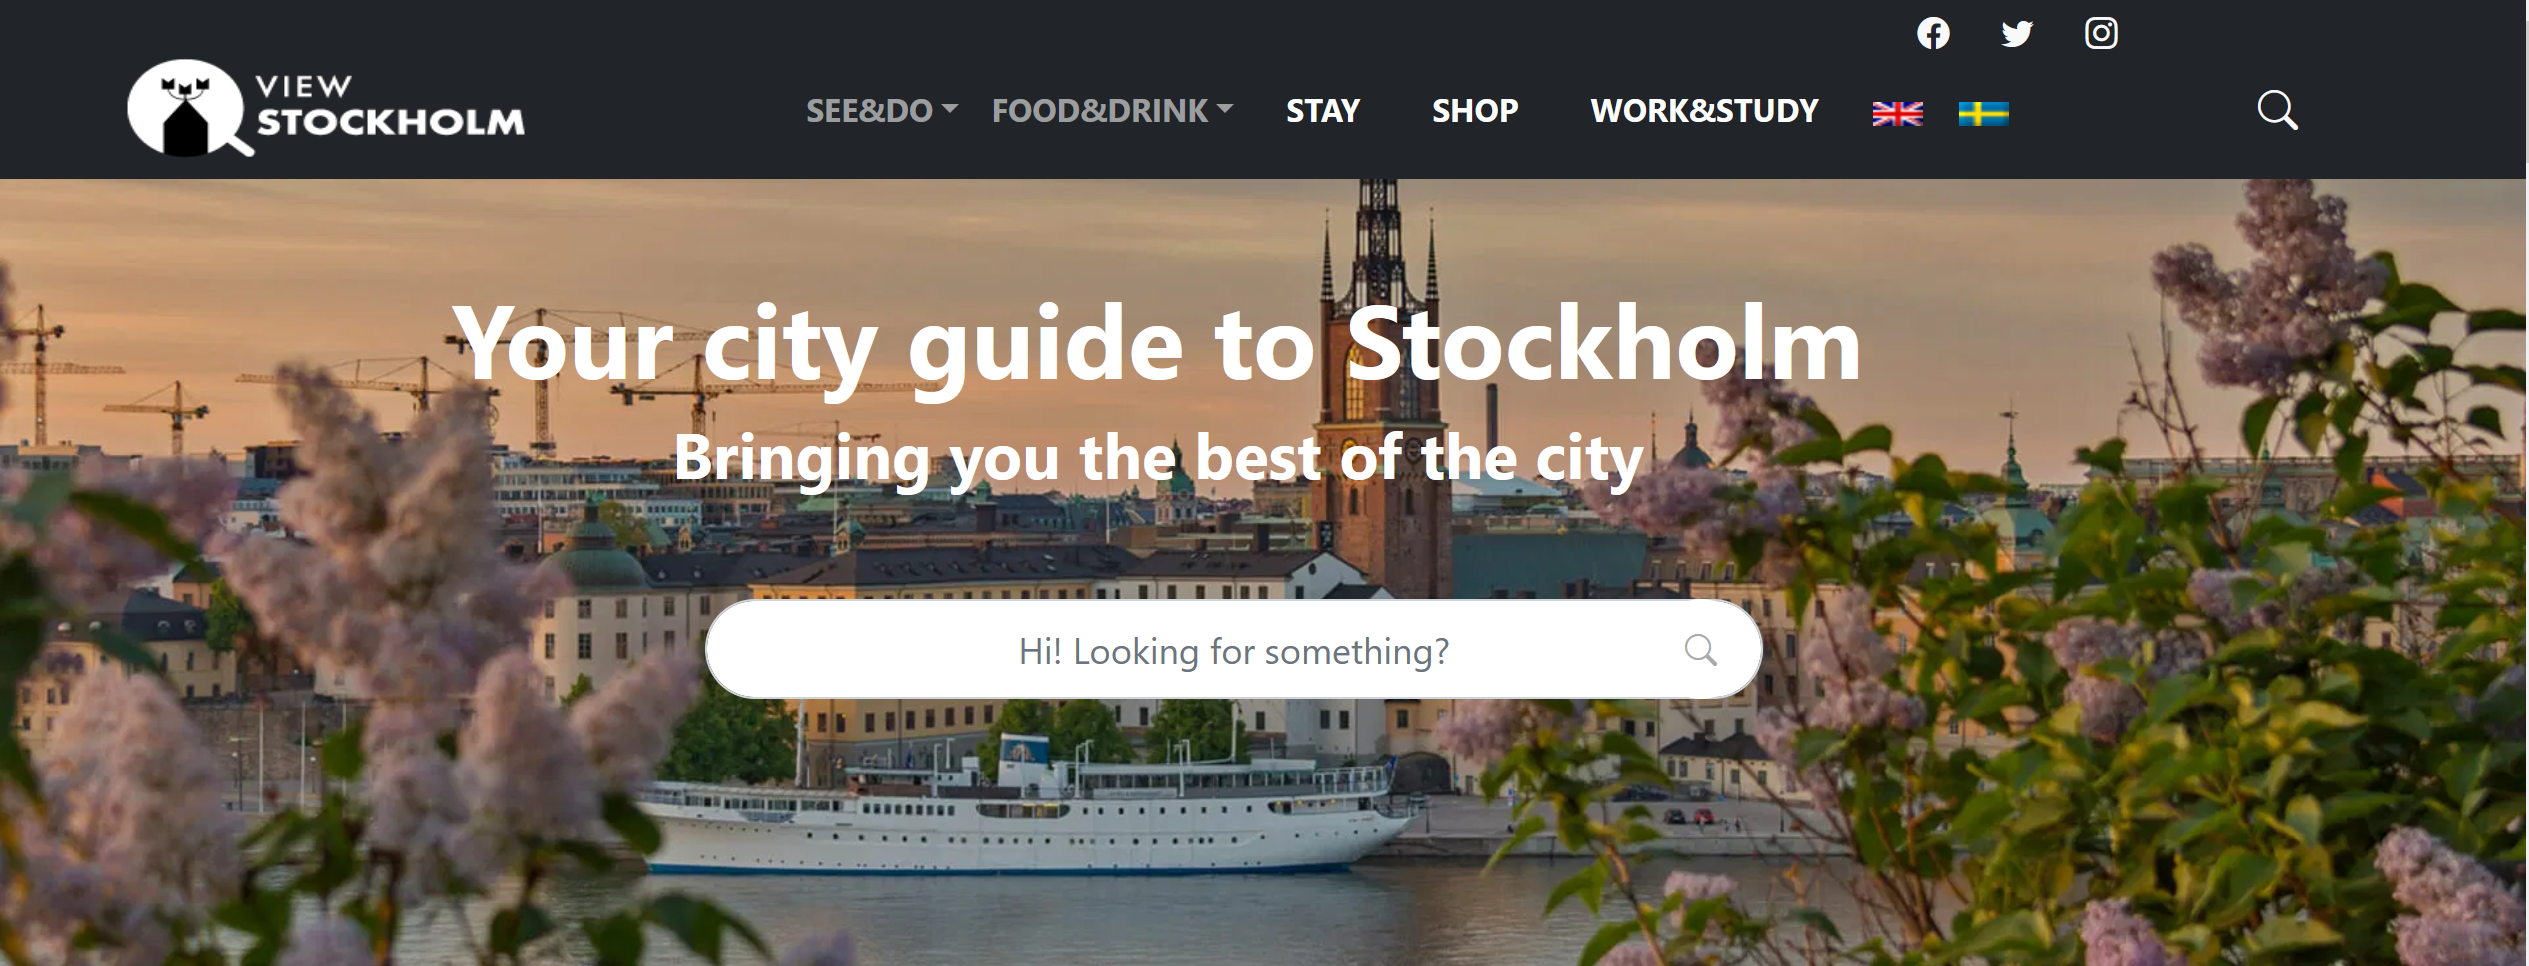 VIEW
STOCKHOLM
SEE&DO FOOD&DRINK STAY SHOP WORK&STUDY
Your city guide to Stockholm
Bringing you the best of the city
Hi! Looking for something?